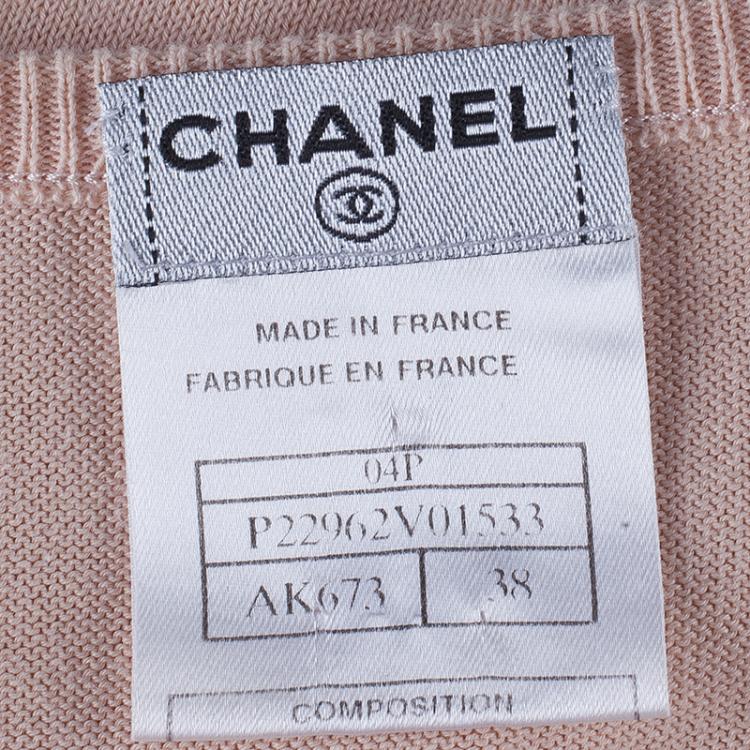 CHANEL
MADE IN FRANCE
FABRIQUE EN FRANCE
04P
P22962V01533
AK673 38
COMPOSITION